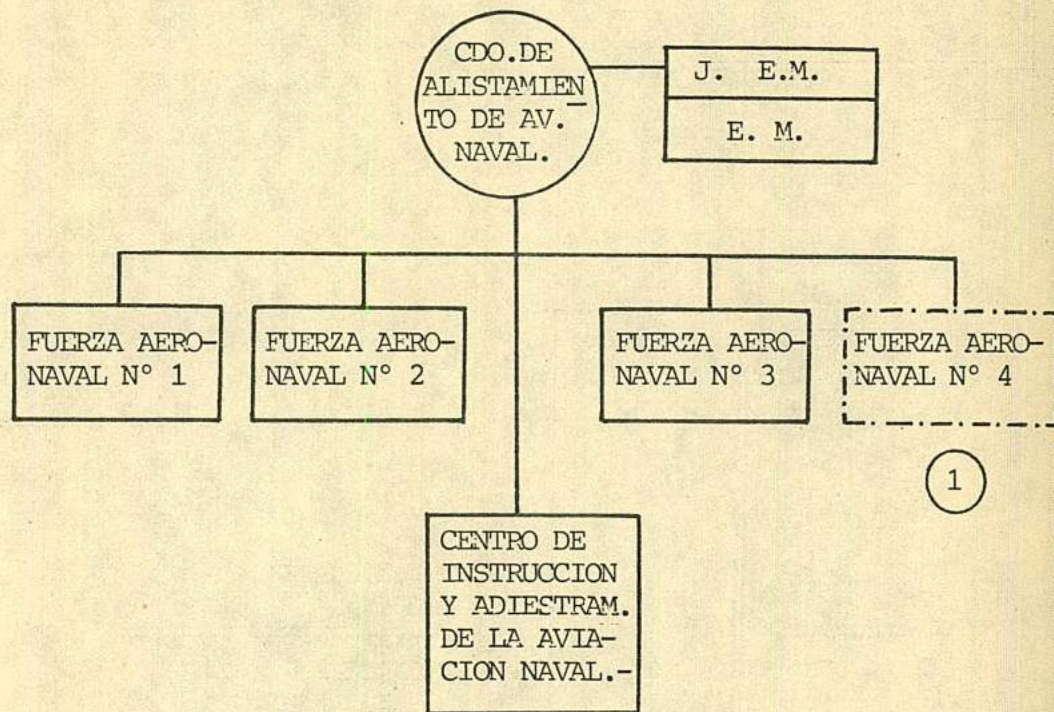 CDO.DE
ALISTAMIEN
TO DE AV.
NAVAL.
J. E.M.
E. M.
FUERZA AERO-
NAVAL N° 1
FUERZA AERO-
NAVAL N° 2
FUERZA AERO-
NAVAL N° 3
FUERZA AERO-
NAVAL N° 4
1
CENTRO DE
INSTRUCCION
Y ADIESTRAM.
DE LA AVIA-
CION NAVAL.-